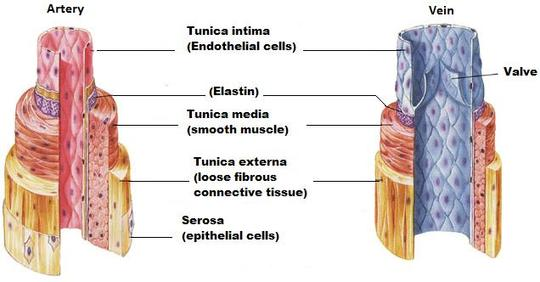 Artery
Vein
Tunica intima
(Endothelial cells)
Valve
(Elastin)
Tunica media
(smooth muscle)
Tunica externa
(loose fibrous
connective tissue)
Serosa
(epithelial cells)